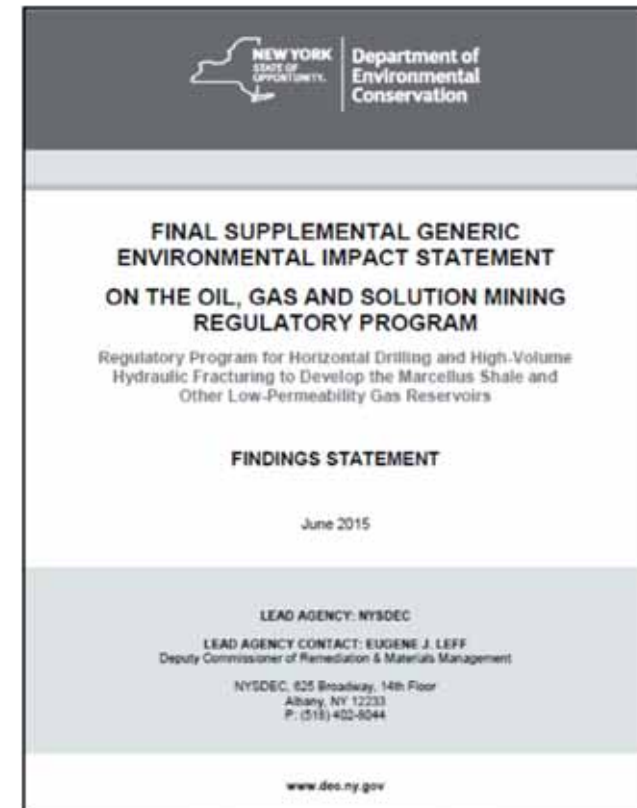 NEW YORK
STATE OF
OPPORTUNITY.
Department of
Environmental
Conservation
FINAL SUPPLEMENTAL GENERIC
ENVIRONMENTAL IMPACT STATEMENT
ON THE OIL, GAS AND SOLUTION MINING
REGULATORY PROGRAM
Regulatory Program for Horizontal Drilling and High-Volume
Hydraulic Fracturing to Develop the Marcellus Shale and
Other Low-Permeability Gas Reservoirs
FINDINGS STATEMENT
June 2015
LEAD AGENCY: NYSDEC
LEAD AGENCY CONTACT: EUGENE J. LEFF
Deputy Commissioner of Remediation & Materials Management
NYSDEC, 625 Broadway, 14th Floor
Albany, NY 12233
P: (518) 402-8044
www.dec.ny.gov